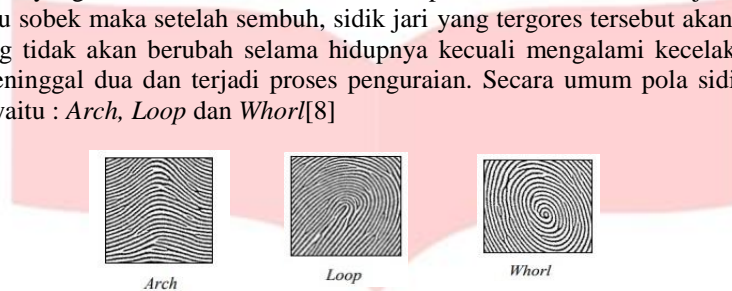 u sobek maka setelah sembuh, sidik jari yang tergores tersebut akan
g tidak akan berubah selama hidupnya kecuali mengalami kecelak
eninggal dua dan terjadi proses penguraian. Secara umum pola sidi
yaitu : Arch, Loop dan Whorl[8]
Arch
Loop
Whorl